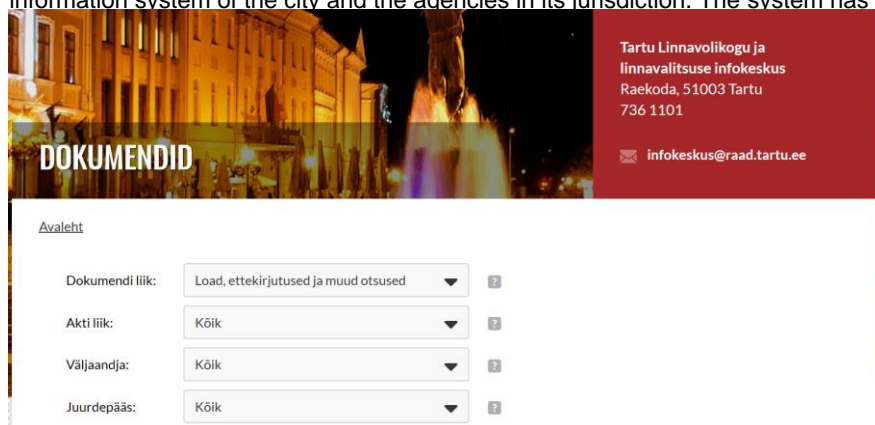 information system of the city and the agencies in its jursdiction. The system has
Tartu Linnavolikogu ja
linnavalitsuse infokeskus
Raekoda, 51003 Tartu
736 1101
infokeskus@raad.tartu.ee
DOKUMENDID
Avaleht
Dokumendi liik: Load, ettekirjutused ja muud otsused ?
Akti liik: Kõik ?
Väljaandja: Kõik ?
Juurdepääs: Kõik ?